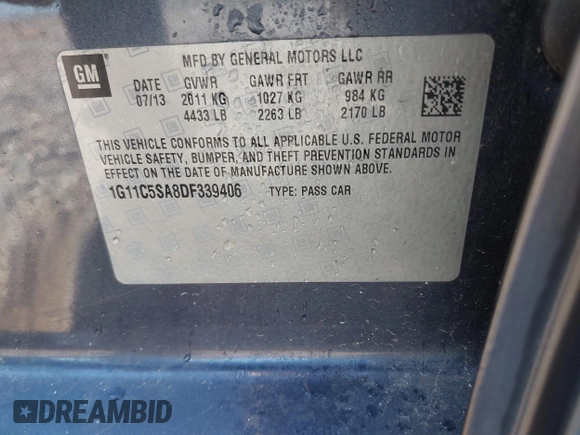 MFD BY GENERAL MOTORS LLC
GM
DATE GVWR GAWR FRT GAWR RR
07/13 2011 KG 1027 KG 984 KG
4433 LB 2263 LB 2170 LB
THIS VEHICLE CONFORMS TO ALL APPLICABLE U.S. FEDERAL MOTOR
VEHICLE SAFETY, BUMPER, AND THEFT PREVENTION STANDARDS IN
EFFECT ON THE DATE OF MANUFACTURE SHOWN ABOVE.
1G11C5SA8DF339406 TYPE: PASS CAR
DREAMBID